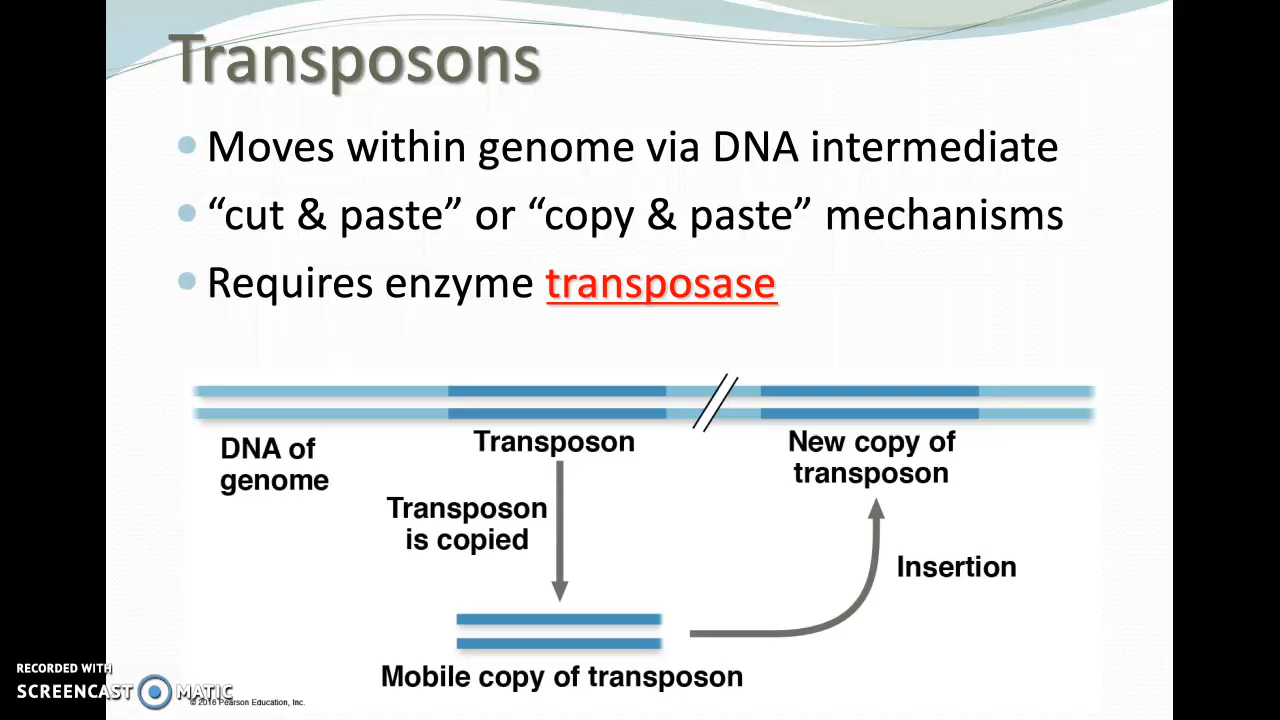 Transposons
Moves within genome via DNA intermediate
“cut & paste” or “copy & paste” mechanisms
Requires enzyme transposase
DNA of
genome
Transposon
New copy of
transposon
Transposon
is copied
Insertion
Mobile copy of transposon
RECORDED WITH
SCREENCAST MATIC
© 2016 Pearson Education, Inc.